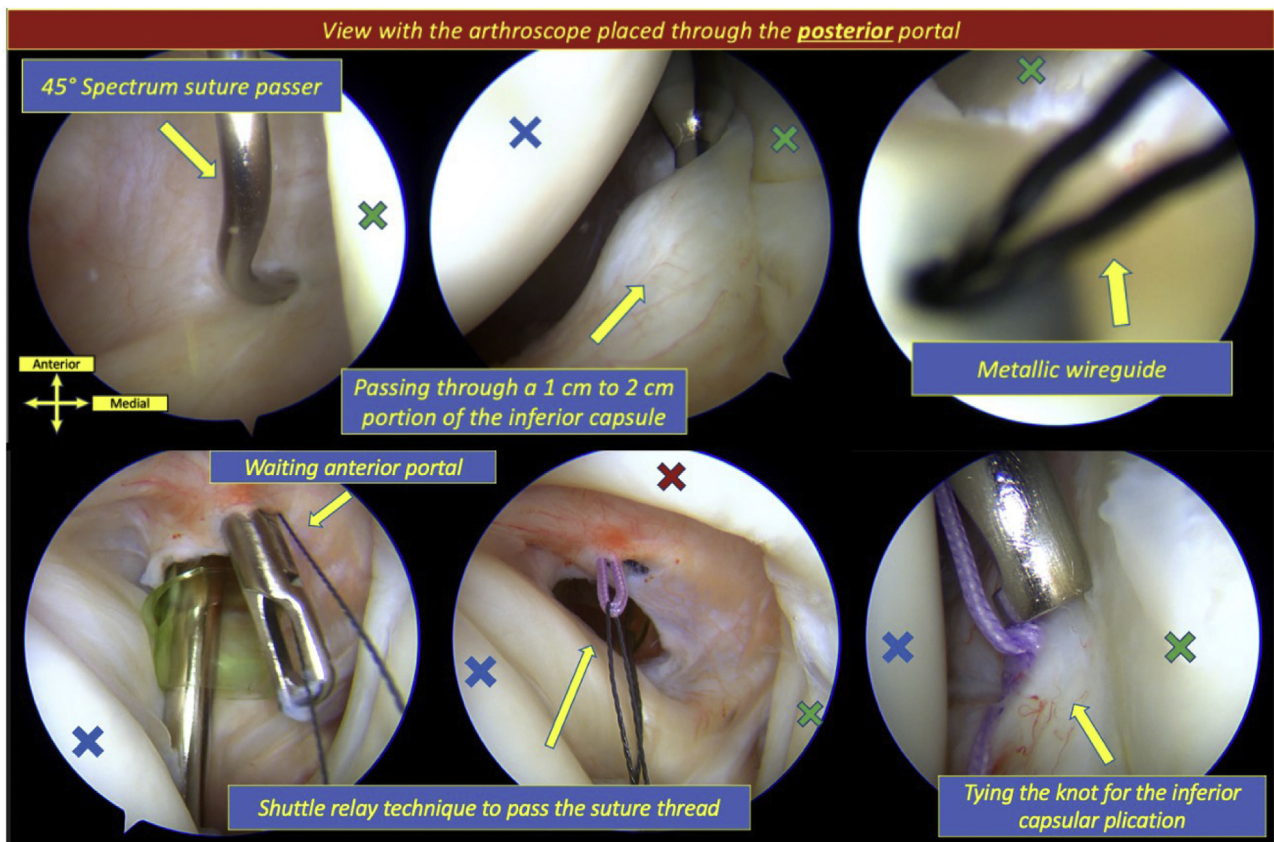 View with the arthroscope placed through the posterior portal
45° Spectrum suture passer
Anterior
Medial
Passing through a 1 cm to 2 cm
portion of the inferior capsule
Metallic wireguide
Waiting anterior portal
Shuttle relay technique to pass the suture thread
Tying the knot for the inferior
capsular plication